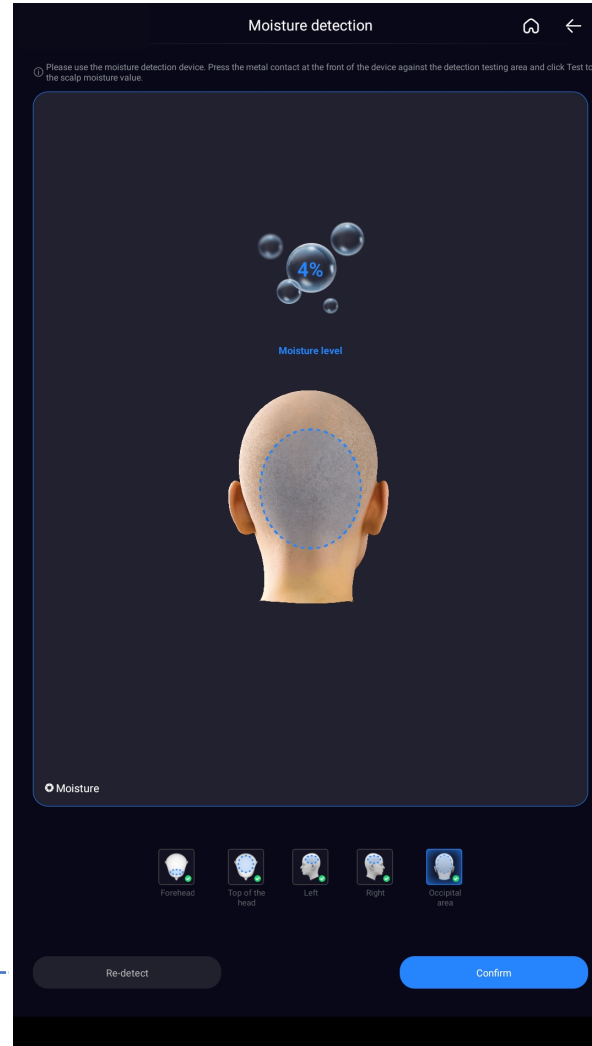 Moisture detection
Please use the moisture detection device. Press the metal contact at the front of the device against the detection testing area and click Test to
the scalp moisture value.
4%
Moisture level
Moisture
Forehead
Top of the
head
Left
Right
Occipital
area
Re-detect
Confirm